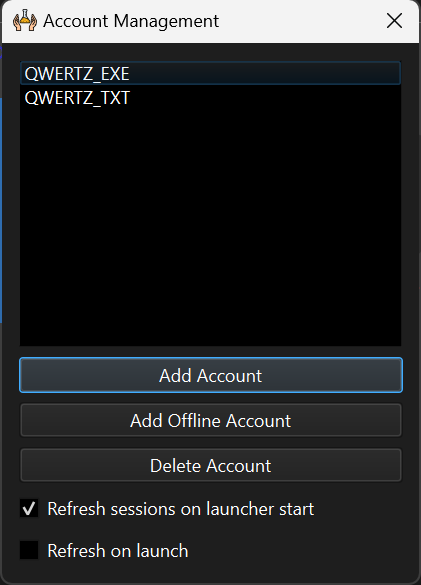 Account Management
QWERTZ_EXE
QWERTZ_TXT
Add Account
Add Offline Account
Delete Account
Refresh sessions on launcher start
Refresh on launch